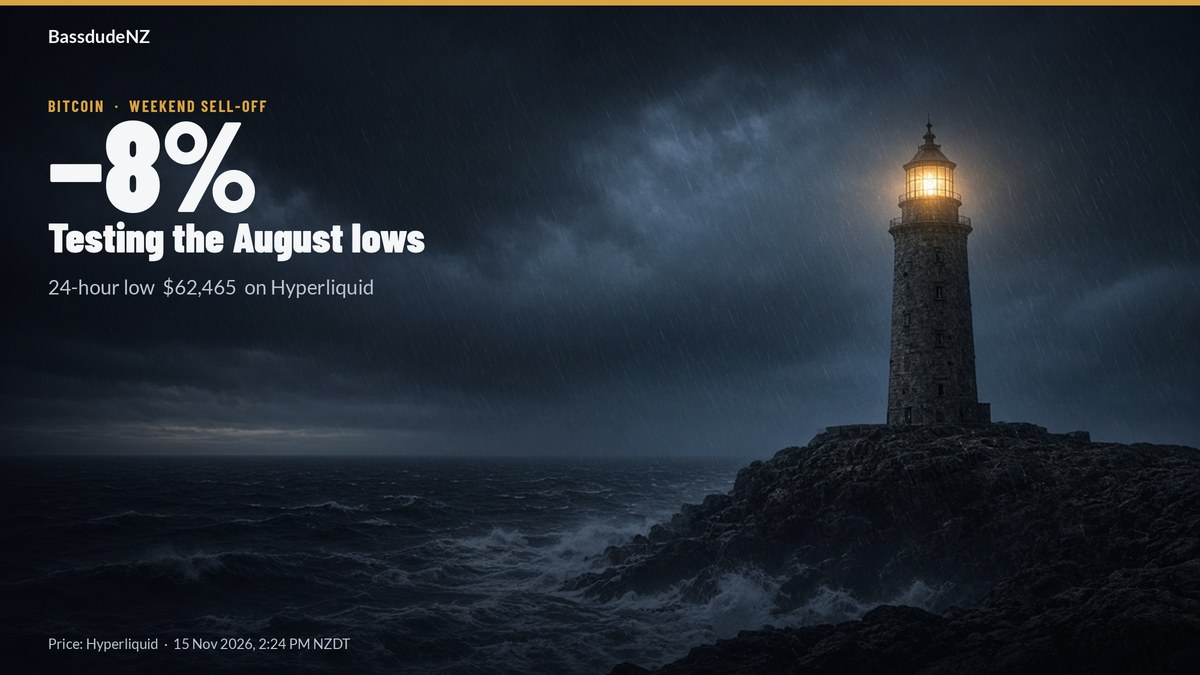 BassdudeNZ
BITCOIN · WEEKEND SELL-OFF
–8%
Testing the August lows
24-hour low $62,465 on Hyperliquid
Price: Hyperliquid · 15 Nov 2026, 2:24 PM NZDT